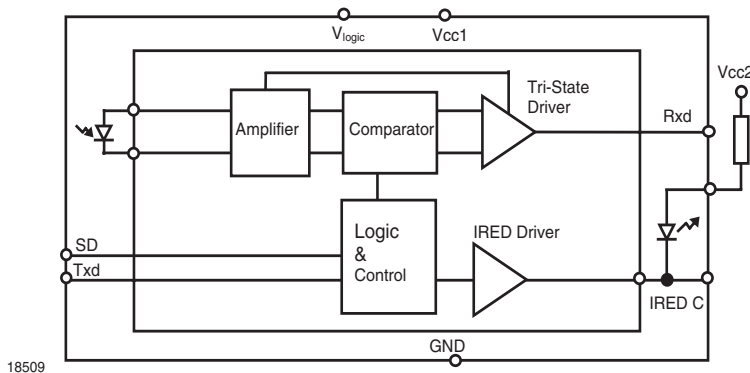 Vlogic
Vcc1
Vcc2
Tri-State
Driver
Amplifier
Comparator
Rxd
SD
Txd
Logic
&
Control
IRED Driver
IRED C
GND
18509